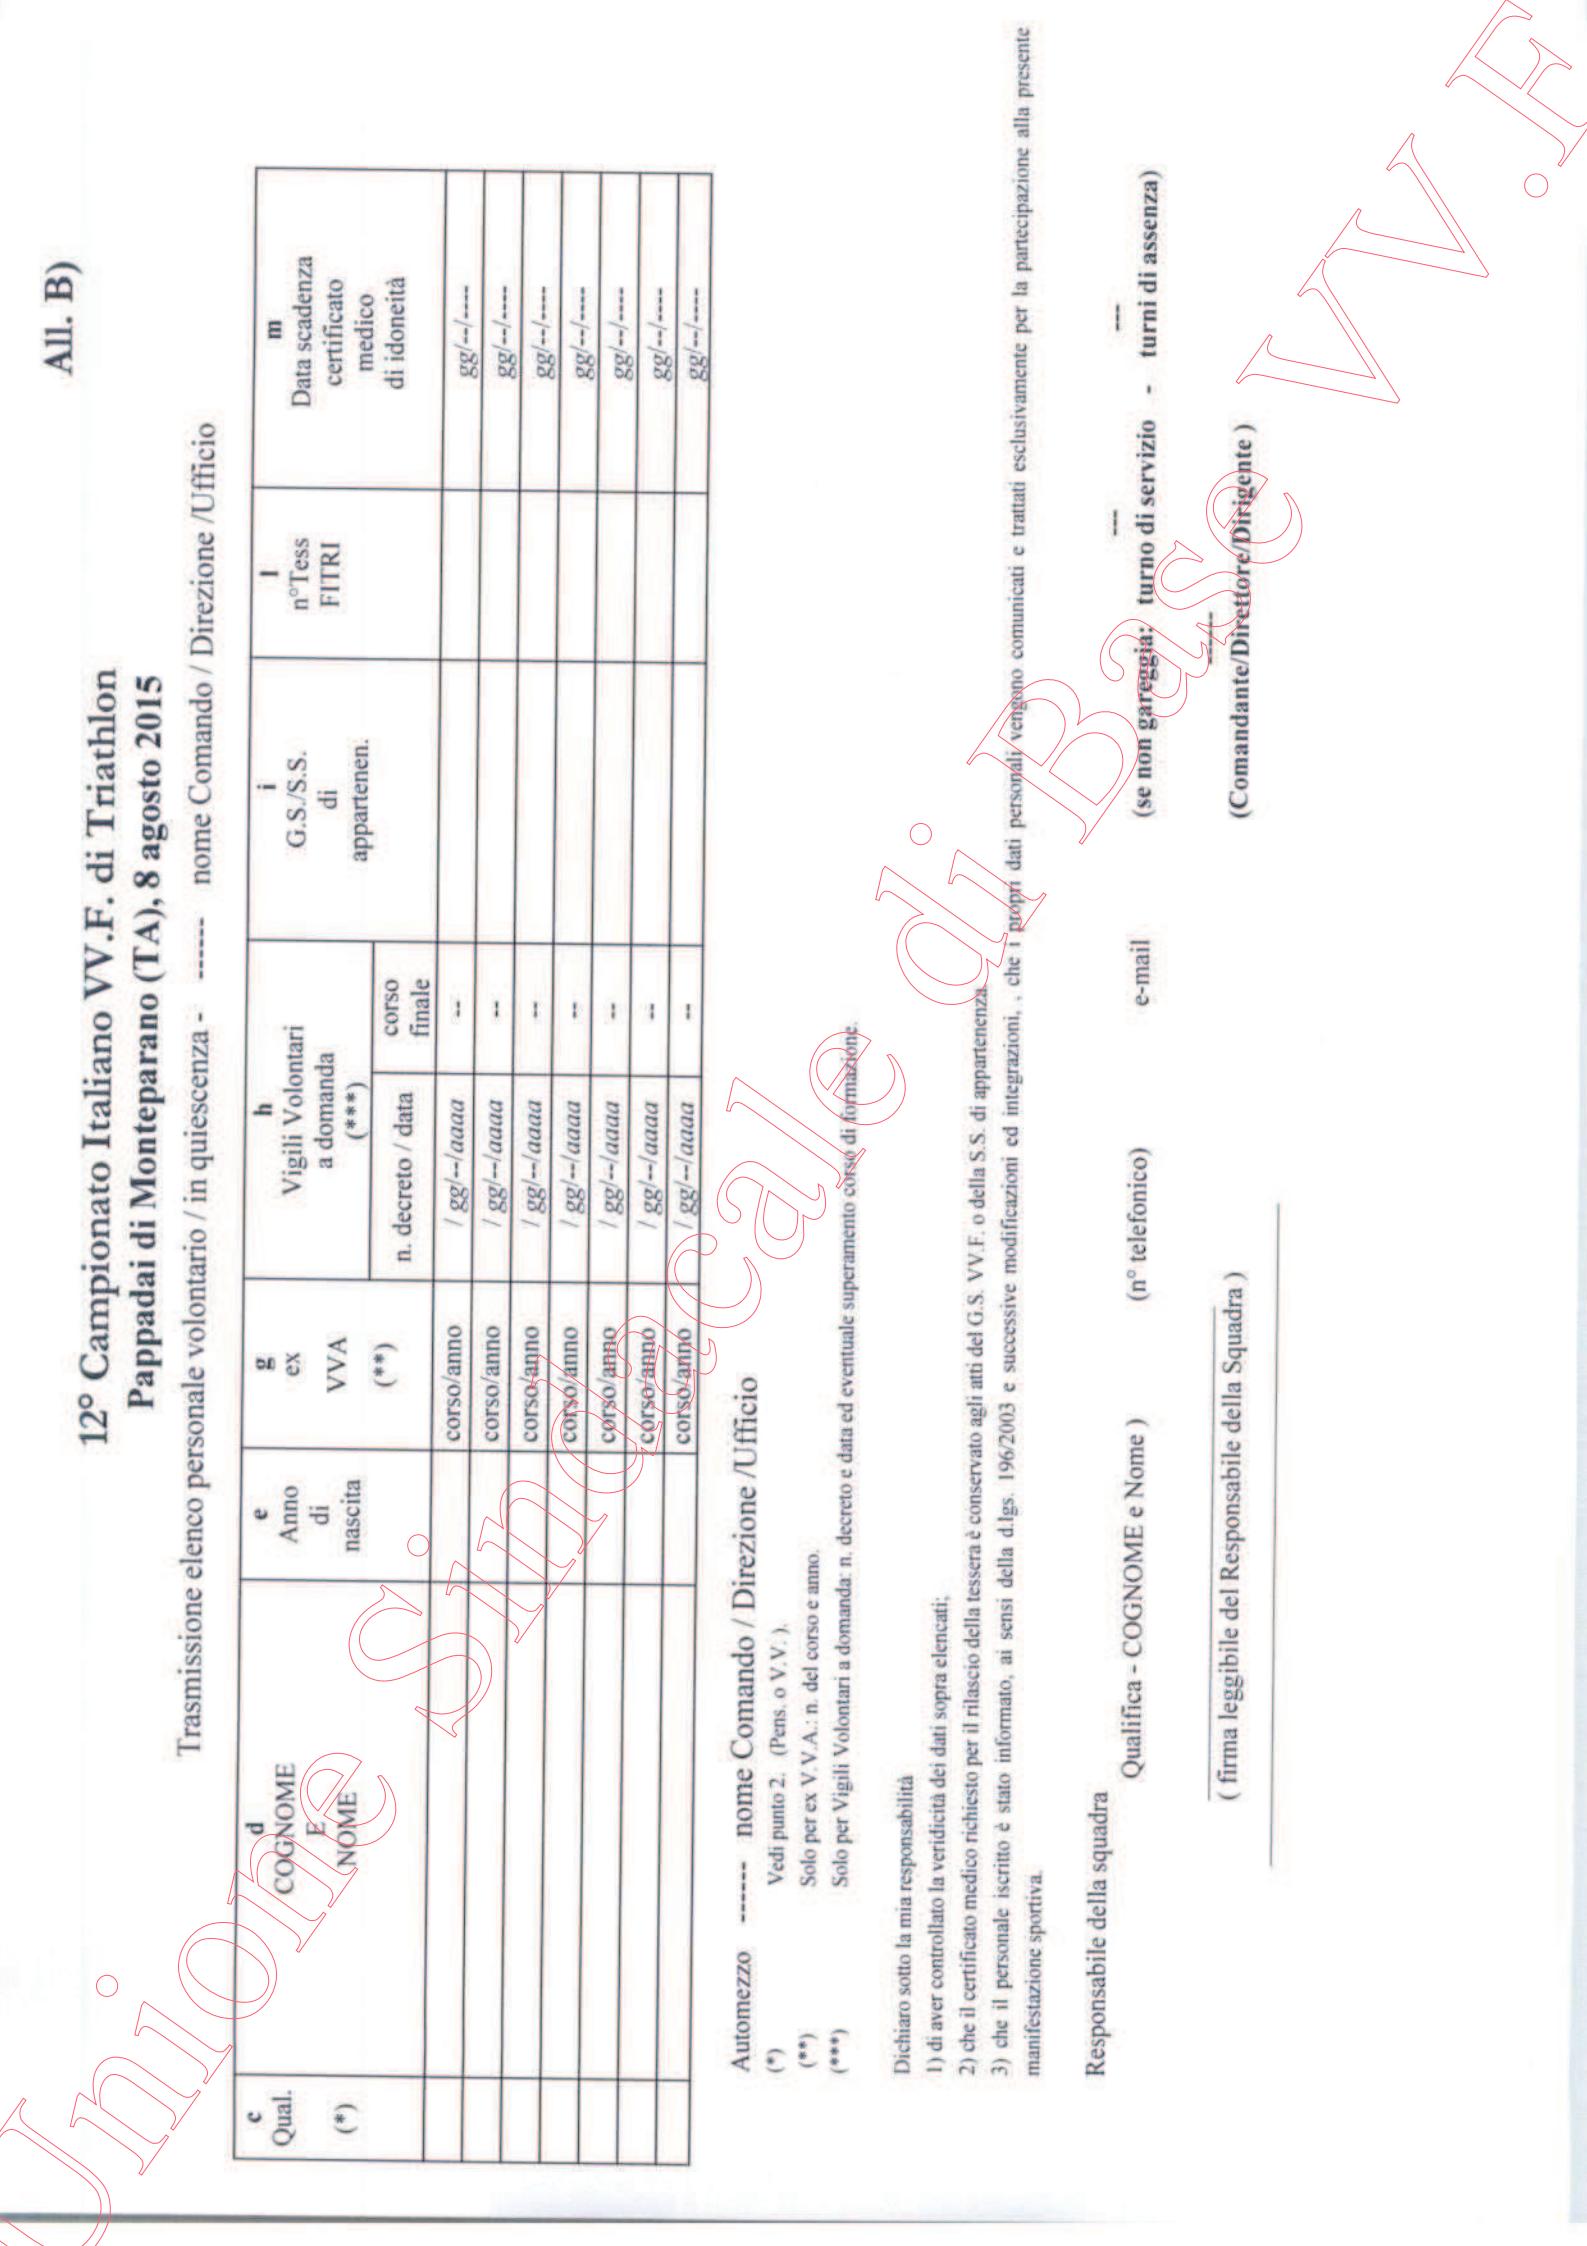 All. B)
12° Campionato Italiano VV.F. di Triathlon
Pappadai di Monteparano (TA), 8 agosto 2015
Trasmissione elenco personale volontario / in quiescenza - ------ nome Comando / Direzione /Ufficio
c
Qual.
(*)
d
COGNOME
E
NOME
e
Anno
di
nascita
g
ex
VVA
(**)
h
Vigili Volontari
a domanda
(***)
n. decreto / data
corso
finale
i
G.S./S.S.
di
appartenen.
l
n°Tess
FITRI
m
Data scadenza
certificato
medico
di idoneità
corso/anno / gg/--/aaaa -- gg/--/----
corso/anno / gg/--/aaaa -- gg/--/----
corso/anno / gg/--/aaaa -- gg/--/----
corso/anno / gg/--/aaaa -- gg/--/----
corso/anno / gg/--/aaaa -- gg/--/----
corso/anno / gg/--/aaaa -- gg/--/----
corso/anno / gg/--/aaaa -- gg/--/----
Automezzo ------ nome Comando / Direzione /Ufficio
(*) Vedi punto 2. (Pens. o V.V. ).
(**) Solo per ex V.V.A.: n. del corso e anno.
(***) Solo per Vigili Volontari a domanda: n. decreto e data ed eventuale superamento corso di formazione.
Dichiaro sotto la mia responsabilità
1) di aver controllato la veridicità dei dati sopra elencati;
2) che il certificato medico richiesto per il rilascio della tessera è conservato agli atti del G.S. VV.F. o della S.S. di appartenenza.
3) che il personale iscritto è stato informato, ai sensi della d.lgs. 196/2003 e successive modificazioni ed integrazioni, , che i propri dati personali vengono comunicati e trattati esclusivamente per la partecipazione alla presente
manifestazione sportiva.
Responsabile della squadra --- ---
Qualifica - COGNOME e Nome ) (n° telefonico) e-mail (se non gareggia: turno di servizio - turni di assenza)
------
( firma leggibile del Responsabile della Squadra ) (Comandante/Direttore/Dirigente )
Unione Sindacale di Base VV.F